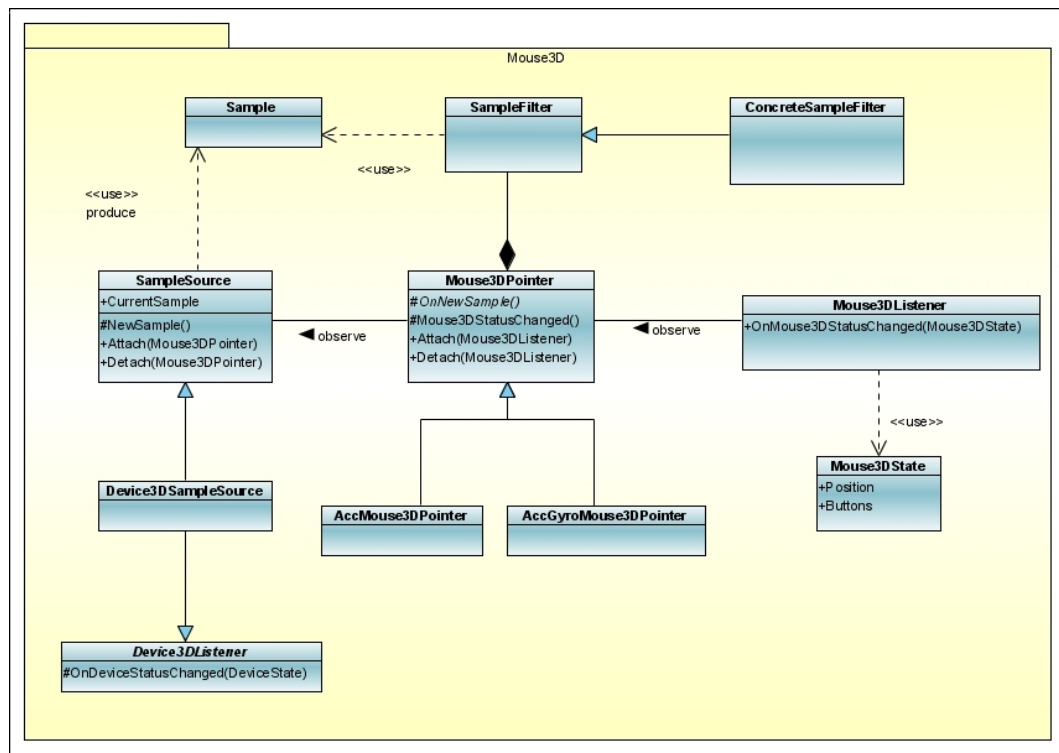 Mouse3D
Sample
SampleFilter
ConcreteSampleFilter
<<use>>
<<use>>
produce
SampleSource
+CurrentSample
#NewSample()
+Attach(Mouse3DPointer)
+Detach(Mouse3DPointer)
observe
Mouse3DPointer
#OnNewSample()
#Mouse3DStatusChanged()
+Attach(Mouse3DListener)
+Detach(Mouse3DListener)
observe
Mouse3DListener
+OnMouse3DStatusChanged(Mouse3DState)
<<use>>
Mouse3DState
+Position
+Buttons
Device3DSampleSource
AccMouse3DPointer
AccGyroMouse3DPointer
Device3DListener
#OnDeviceStatusChanged(DeviceState)